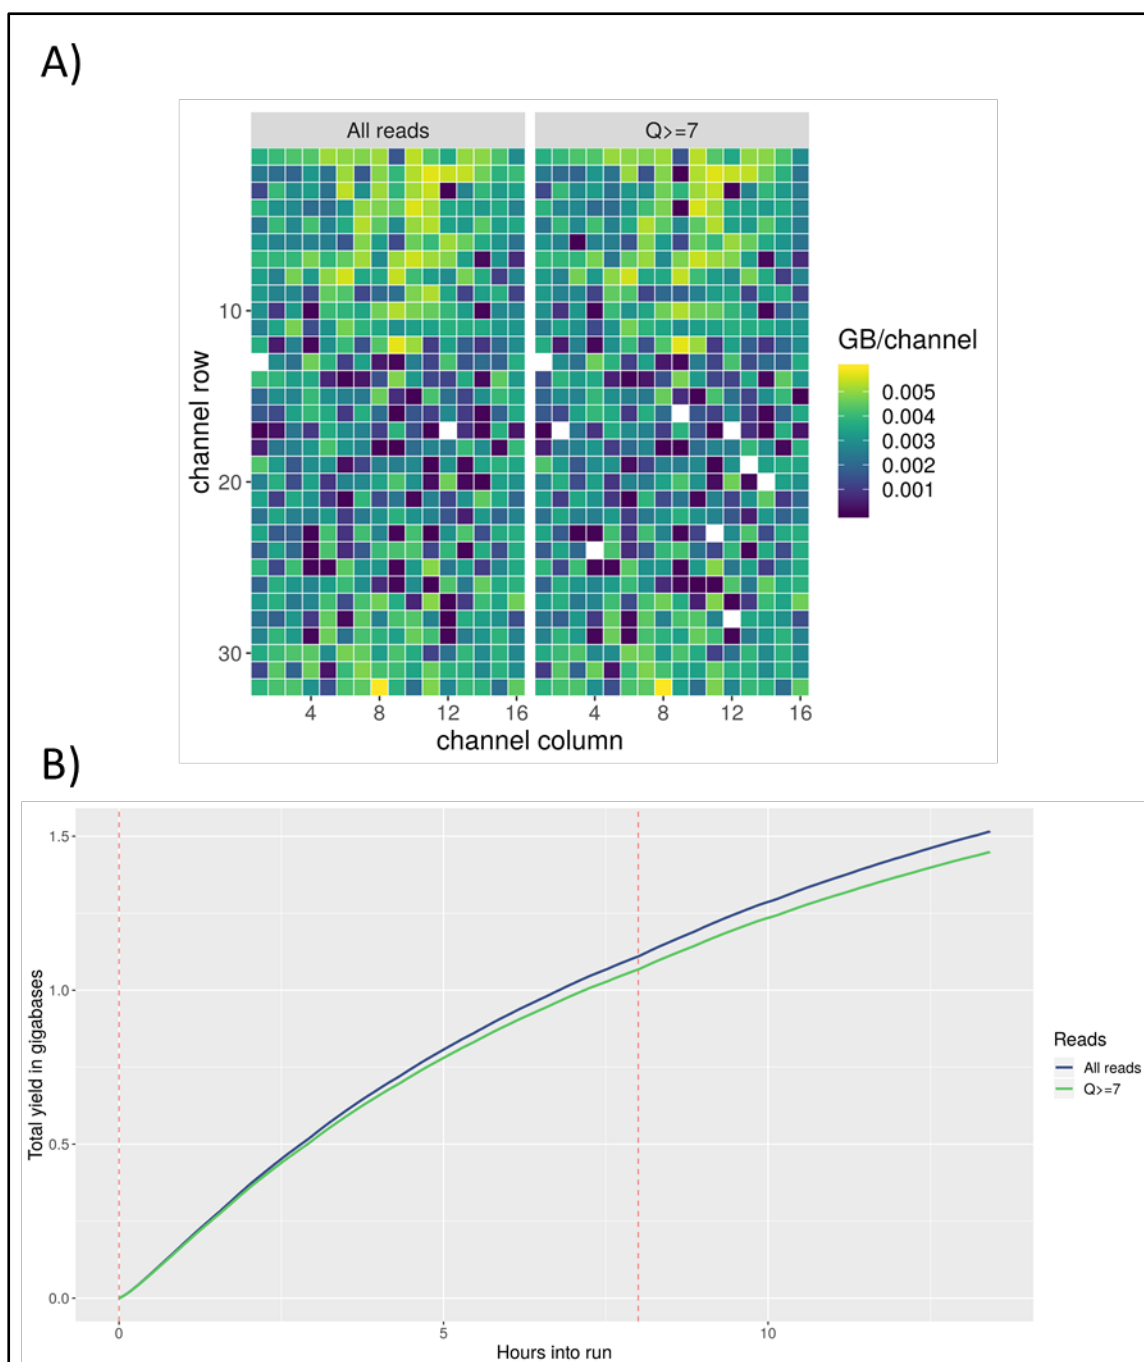 A)
All reads
Q>=7
channel row
10
20
30
4
8
12
16
4
8
12
16
channel column
GB/channel
0.005
0.004
0.003
0.002
0.001
B)
Total yield in gigabases
1.5
1.0
0.5
0.0
0
5
10
Hours into run
Reads
All reads
Q>=7